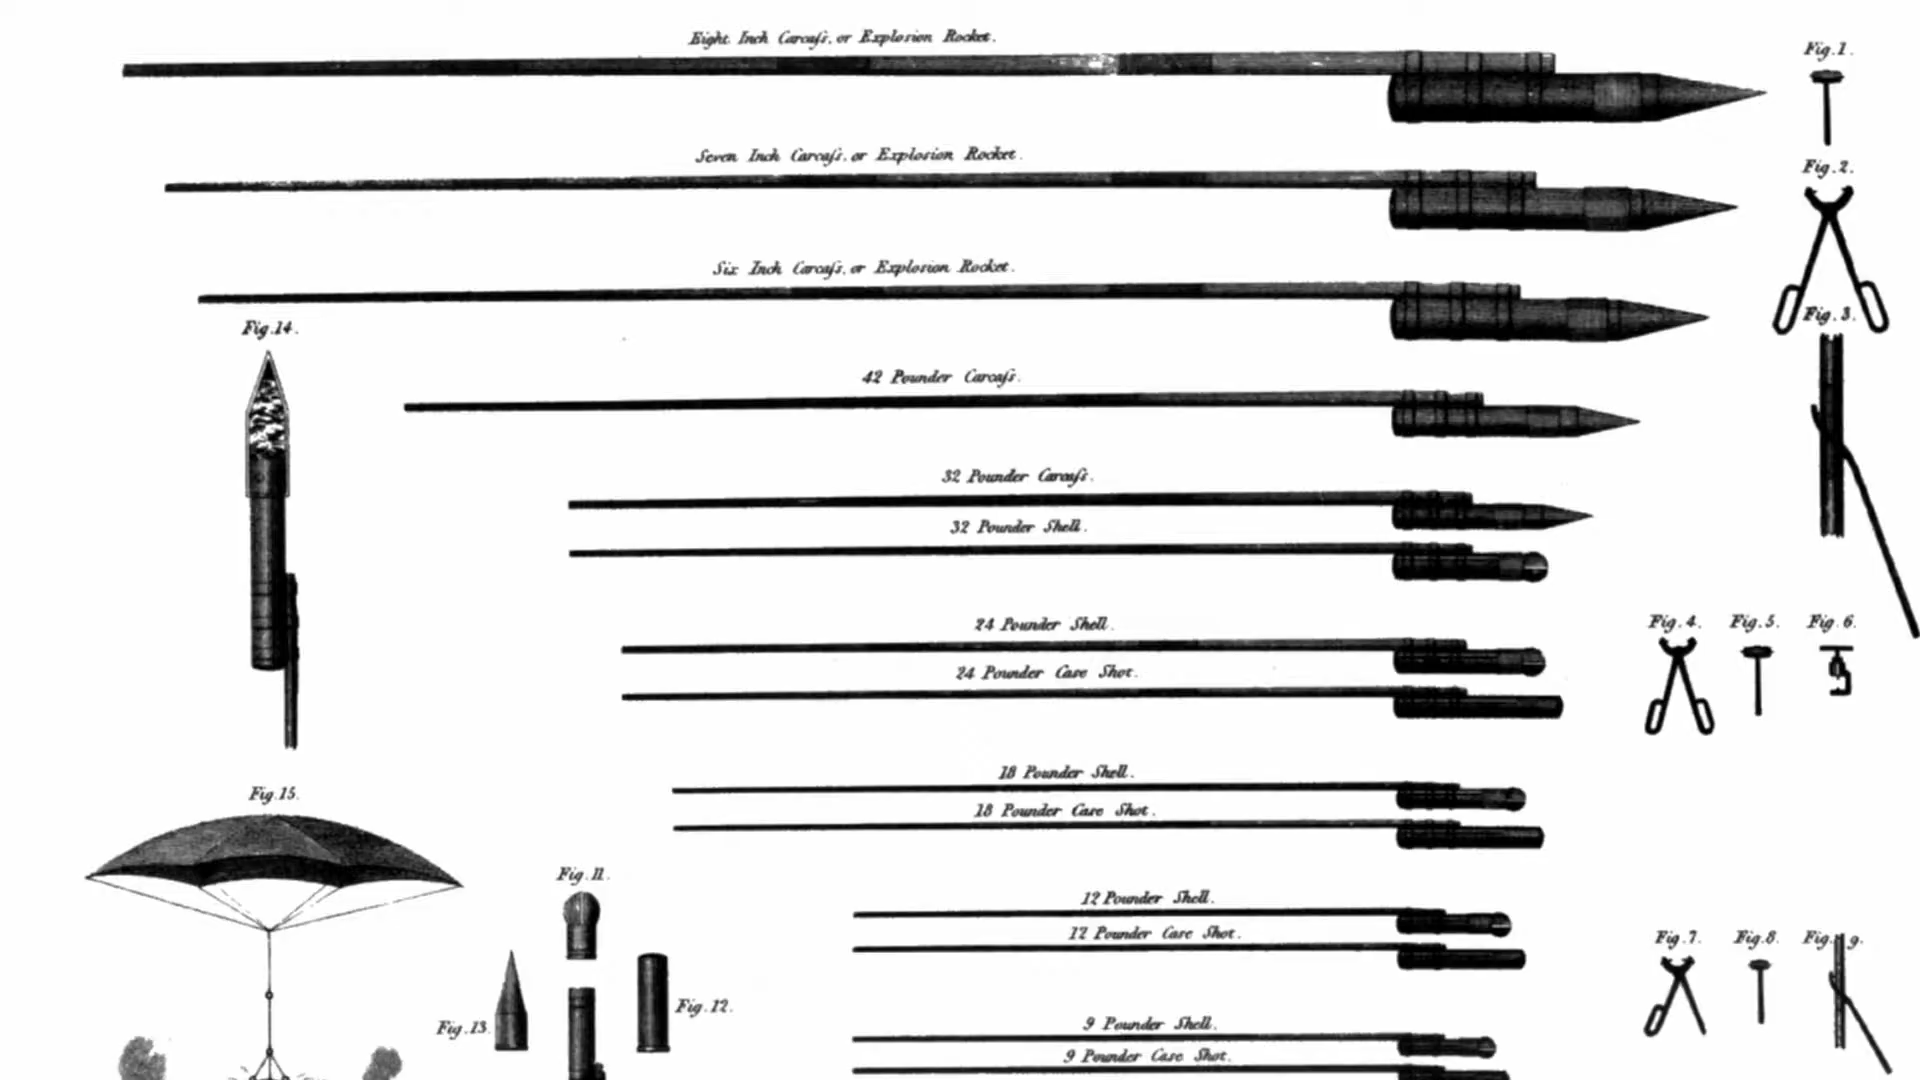 Eight Inch Carcaſs, or Explosion Rocket.
Fig. 1.
Seven Inch Carcaſs, or Explosion Rocket.
Fig. 2.
Six Inch Carcaſs, or Explosion Rocket.
Fig. 3.
Fig. 14.
42 Pounder Carcaſs.
32 Pounder Carcaſs.
32 Pounder Shell.
24 Pounder Shell.
Fig. 4. Fig. 5. Fig. 6.
24 Pounder Case Shot.
18 Pounder Shell.
Fig. 15.
18 Pounder Case Shot.
Fig. 11.
12 Pounder Shell.
12 Pounder Case Shot.
Fig. 7. Fig. 8. Fig. 9.
Fig. 12.
Fig. 13.
9 Pounder Shell.
9 Pounder Case Shot.